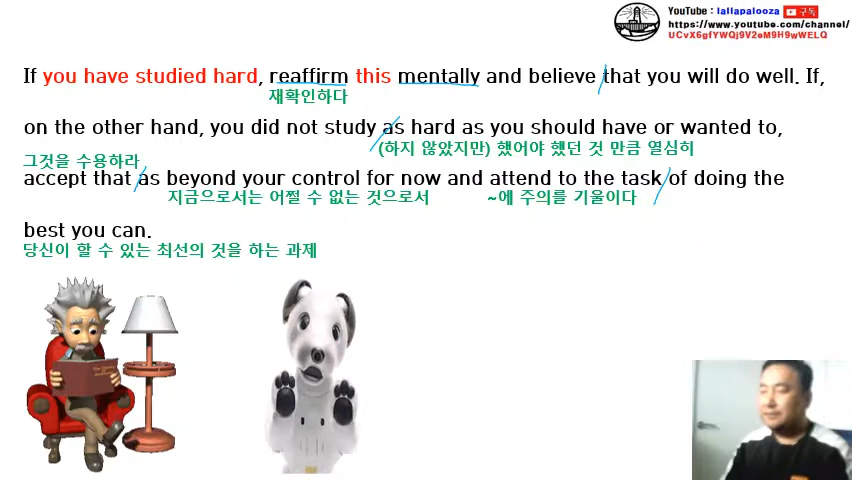 YouTube : lallapalooza 구독
https://www.youtube.com/channel/
UCvX6gfYWQj9V2eM9H9wWELQ
If you have studied hard, reaffirm this mentally and believe that you will do well. If,
재확인하다
on the other hand, you did not study as hard as you should have or wanted to,
(하지 않았지만) 했어야 했던 것 만큼 열심히
그것을 수용하라
accept that as beyond your control for now and attend to the task of doing the
지금으로서는 어쩔 수 없는 것으로서 ~에 주의를 기울이다
best you can.
당신이 할 수 있는 최선의 것을 하는 과제